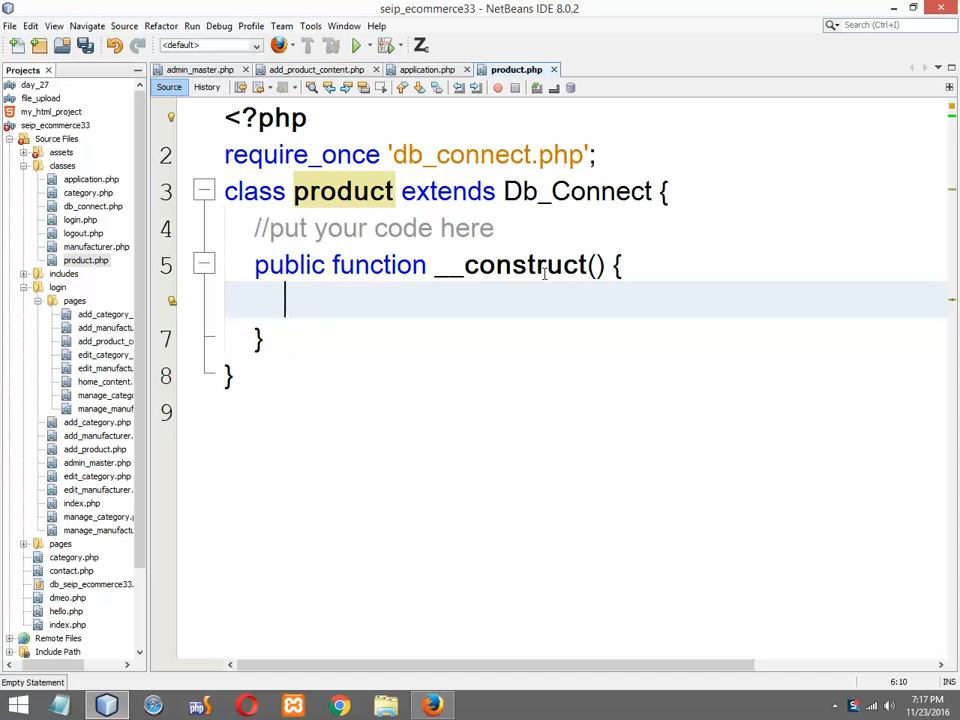 seip_ecommerce33 - NetBeans IDE 8.0.2
File Edit View Navigate Source Refactor Run Debug Profile Team Tools Window Help
Search (Ctrl+I)
<default>
Projects
admin_master.php
add_product_content.php
application.php
product.php
Source
History
day_27
file_upload
my_html_project
seip_ecommerce33
Source Files
assets
classes
application.php
category.php
db_connect.php
login.php
logout.php
manufacturer.php
product.php
includes
login
pages
add_category_
add_manufactu
add_product_c
edit_category_
edit_manufact
home_content.
manage_categ
manage_manuf
add_category.php
add_manufacturer.
add_product.php
admin_master.php
edit_category.php
edit_manufacturer.
index.php
manage_category.
manage_manufact
pages
category.php
contact.php
db_seip_ecommerce33.
dmeo.php
hello.php
index.php
Remote Files
Include Path
<?php
2 require_once 'db_connect.php';
3 class product extends Db_Connect {
4 //put your code here
5 public function __construct() {
7 }
8 }
9
Empty Statement
6:10
INS
7:17 PM
11/23/2016